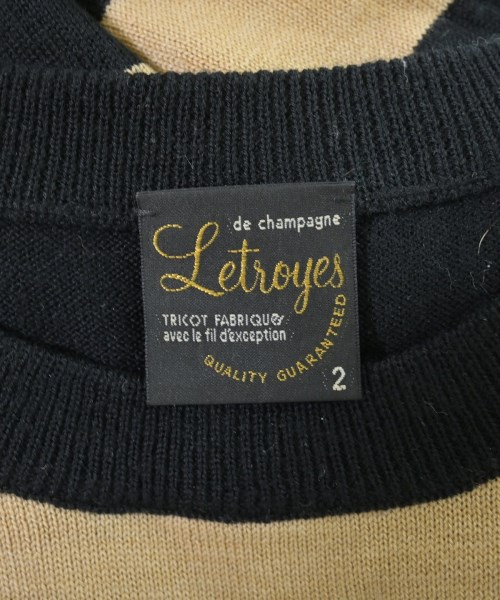 de champagne
Letroyes
TRICOT FABRIQUÉ
avec le fil d'exception
QUALITY GUARANTEED
2